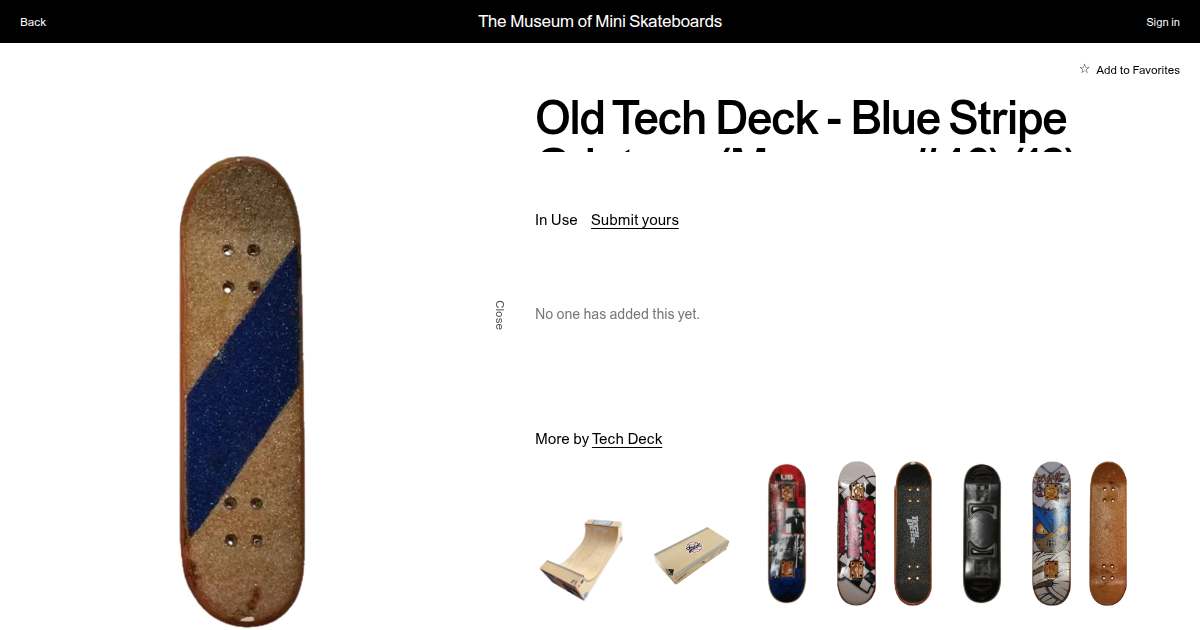 Back
The Museum of Mini Skateboards
Sign in
☆ Add to Favorites
Old Tech Deck - Blue Stripe
In Use Submit yours
Close
No one has added this yet.
More by Tech Deck